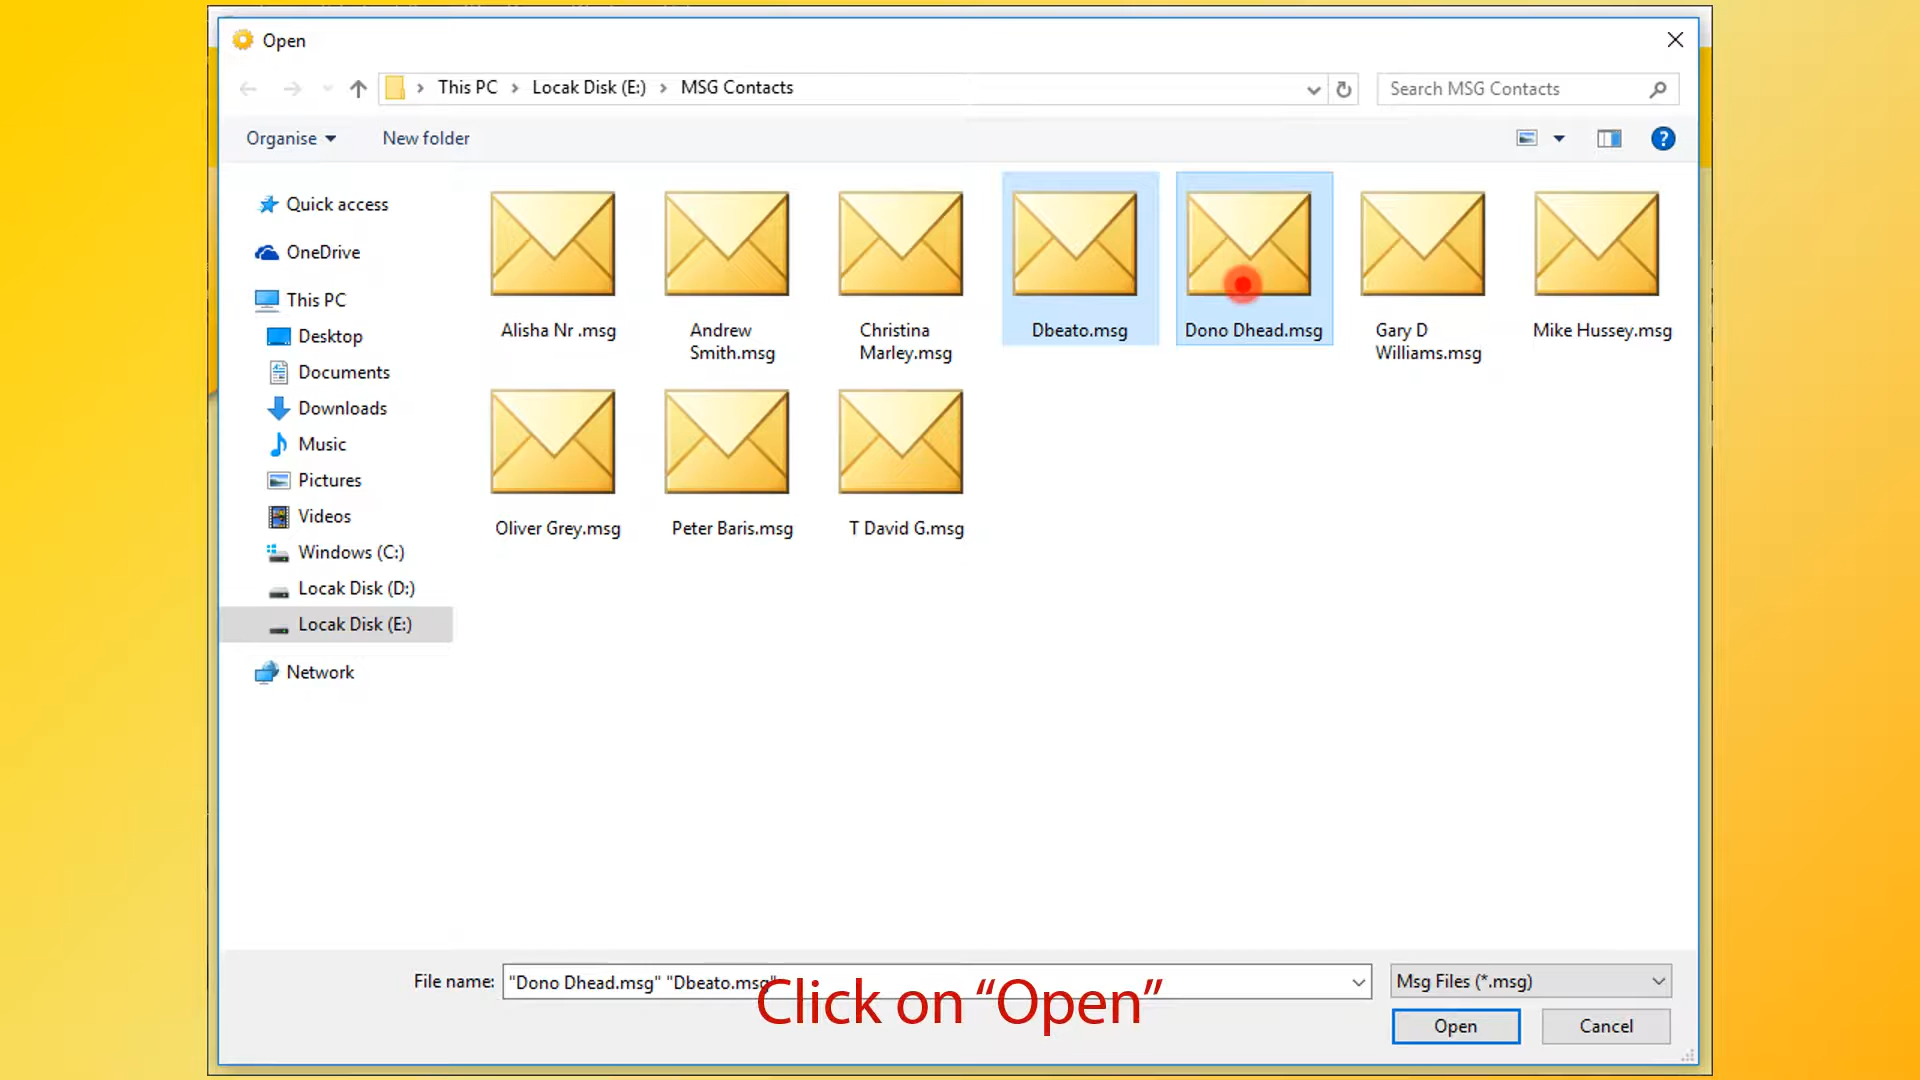 Open
This PC
Locak Disk (E:)
MSG Contacts
Search MSG Contacts
Organise
New folder
?
Quick access
OneDrive
This PC
Desktop
Documents
Downloads
Music
Pictures
Videos
Windows (C:)
Locak Disk (D:)
Locak Disk (E:)
Network
Alisha Nr .msg
Andrew
Smith.msg
Christina
Marley.msg
Dbeato.msg
Dono Dhead.msg
Gary D
Williams.msg
Mike Hussey.msg
Oliver Grey.msg
Peter Baris.msg
T David G.msg
File name:
"Dono Dhead.msg" "Dbeato.msg"
Msg Files (*.msg)
Click on “Open”
Open
Cancel